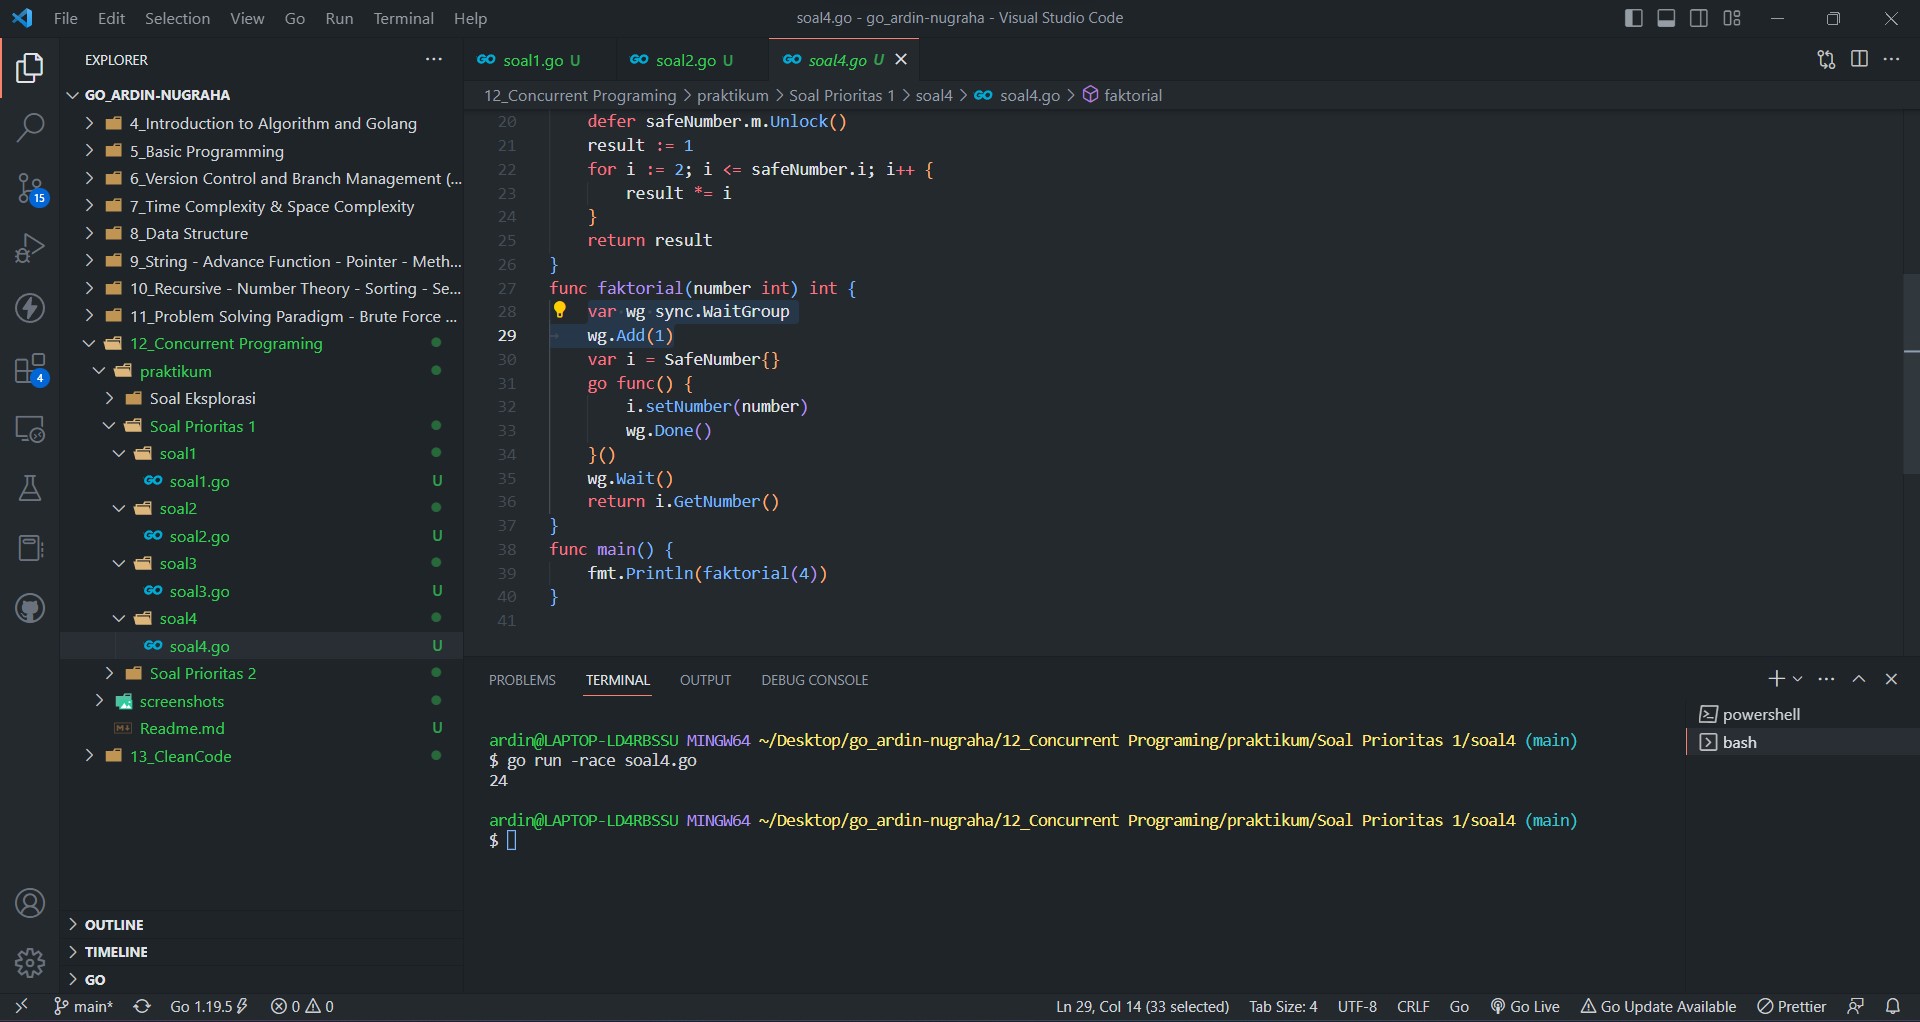 File Edit Selection View Go Run Terminal Help
soal4.go - go_ardin-nugraha - Visual Studio Code
EXPLORER
GO_ARDIN-NUGRAHA
4_Introduction to Algorithm and Golang
5_Basic Programming
6_Version Control and Branch Management (...
7_Time Complexity & Space Complexity
8_Data Structure
9_String - Advance Function - Pointer - Meth...
10_Recursive - Number Theory - Sorting - Se...
11_Problem Solving Paradigm - Brute Force ...
12_Concurrent Programing
praktikum
Soal Eksplorasi
Soal Prioritas 1
soal1
GO soal1.go U
soal2
GO soal2.go U
soal3
GO soal3.go U
soal4
GO soal4.go U
Soal Prioritas 2
screenshots
Readme.md U
13_CleanCode
OUTLINE
TIMELINE
GO
15
4
GO soal1.go U GO soal2.go U GO soal4.go U
12_Concurrent Programing > praktikum > Soal Prioritas 1 > soal4 > GO soal4.go > faktorial
20 defer safeNumber.m.Unlock()
21 result := 1
22 for i := 2; i <= safeNumber.i; i++ {
23 result *= i
24 }
25 return result
26 }
27 func faktorial(number int) int {
28 var wg sync.WaitGroup
29 wg.Add(1)
30 var i = SafeNumber{}
31 go func() {
32 i.setNumber(number)
33 wg.Done()
34 }()
35 wg.Wait()
36 return i.GetNumber()
37 }
38 func main() {
39 fmt.Println(faktorial(4))
40 }
41
PROBLEMS TERMINAL OUTPUT DEBUG CONSOLE
ardin@LAPTOP-LD4RBSSU MINGW64 ~/Desktop/go_ardin-nugraha/12_Concurrent Programing/praktikum/Soal Prioritas 1/soal4 (main)
$ go run -race soal4.go
24
ardin@LAPTOP-LD4RBSSU MINGW64 ~/Desktop/go_ardin-nugraha/12_Concurrent Programing/praktikum/Soal Prioritas 1/soal4 (main)
$
powershell
bash
main* Go 1.19.5 0 0 Ln 29, Col 14 (33 selected) Tab Size: 4 UTF-8 CRLF Go Go Live Go Update Available Prettier